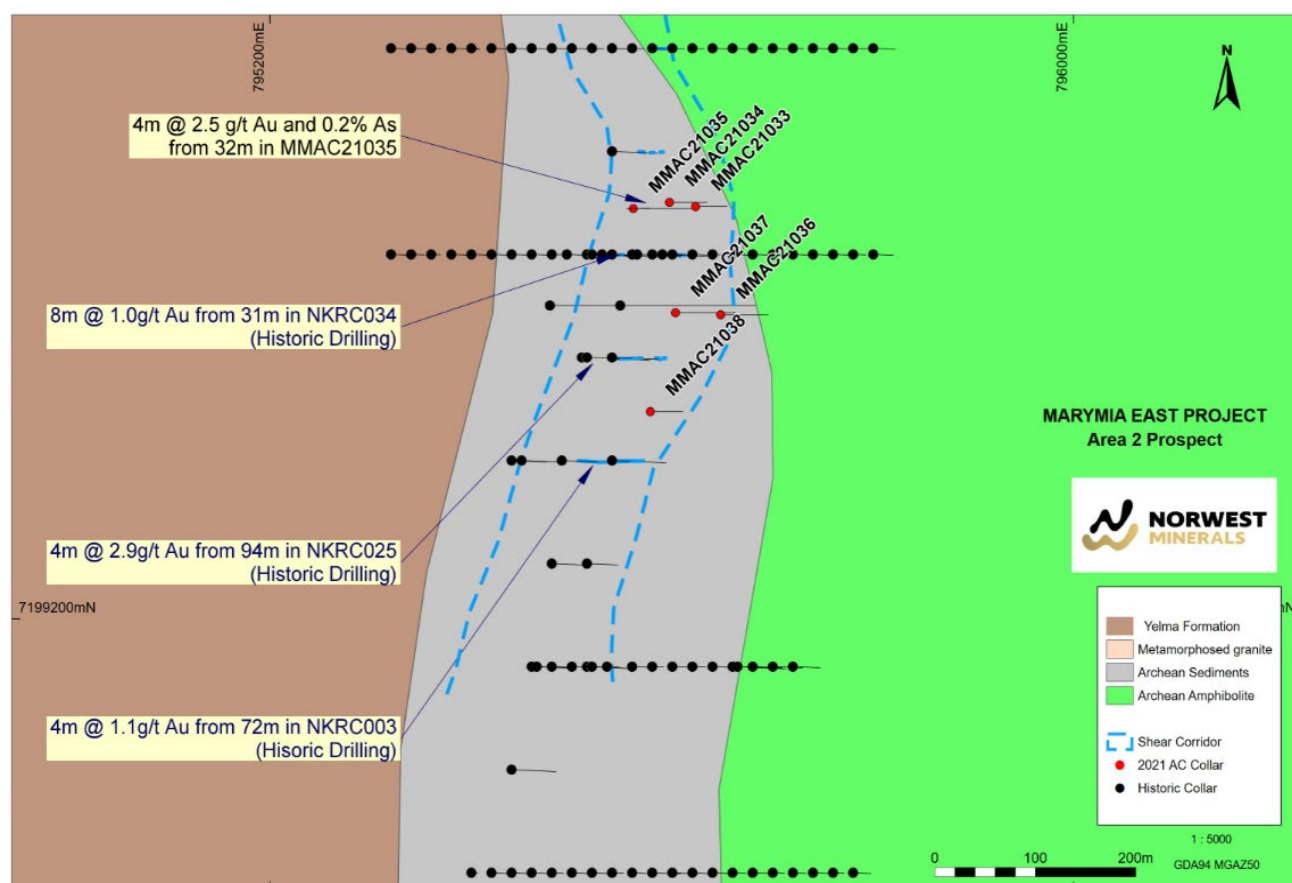 795200mE
796000mE
N
4m @ 2.5 g/t Au and 0.2% As
from 32m in MMAC21035
MMAC21035
MMAC21034
MMAC21033
MMAC21037
MMAC21036
8m @ 1.0g/t Au from 31m in NKRC034
(Historic Drilling)
MMAC21038
MARYMIA EAST PROJECT
Area 2 Prospect
NORWEST
MINERALS
4m @ 2.9g/t Au from 94m in NKRC025
(Historic Drilling)
7199200mN
nN
Yelma Formation
Metamorphosed granite
Archean Sediments
Archean Amphibolite
4m @ 1.1g/t Au from 72m in NKRC003
(Hisoric Drilling)
Shear Corridor
2021 AC Collar
Historic Collar
1 : 5000
0 100 200m
GDA94 MGAZ50